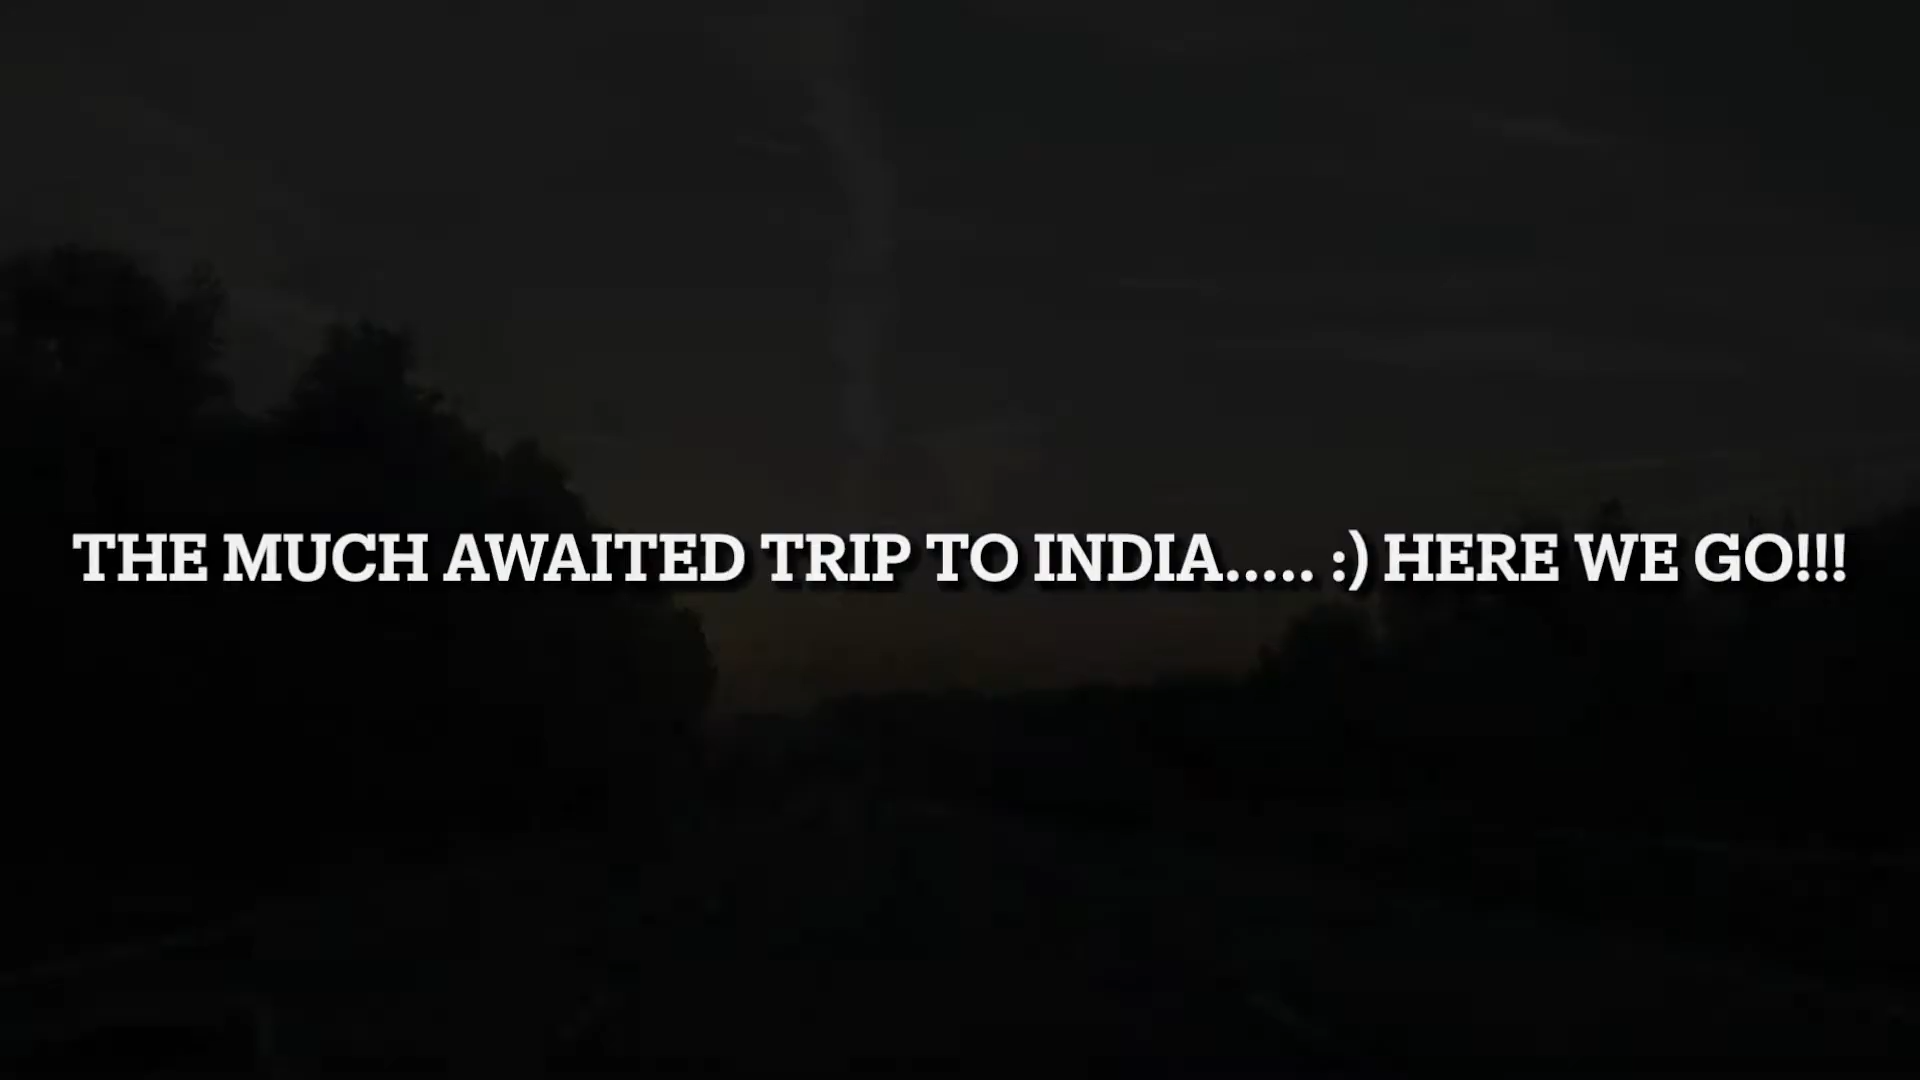 THE MUCH AWAITED TRIP TO INDIA..... :) HERE WE GO!!!